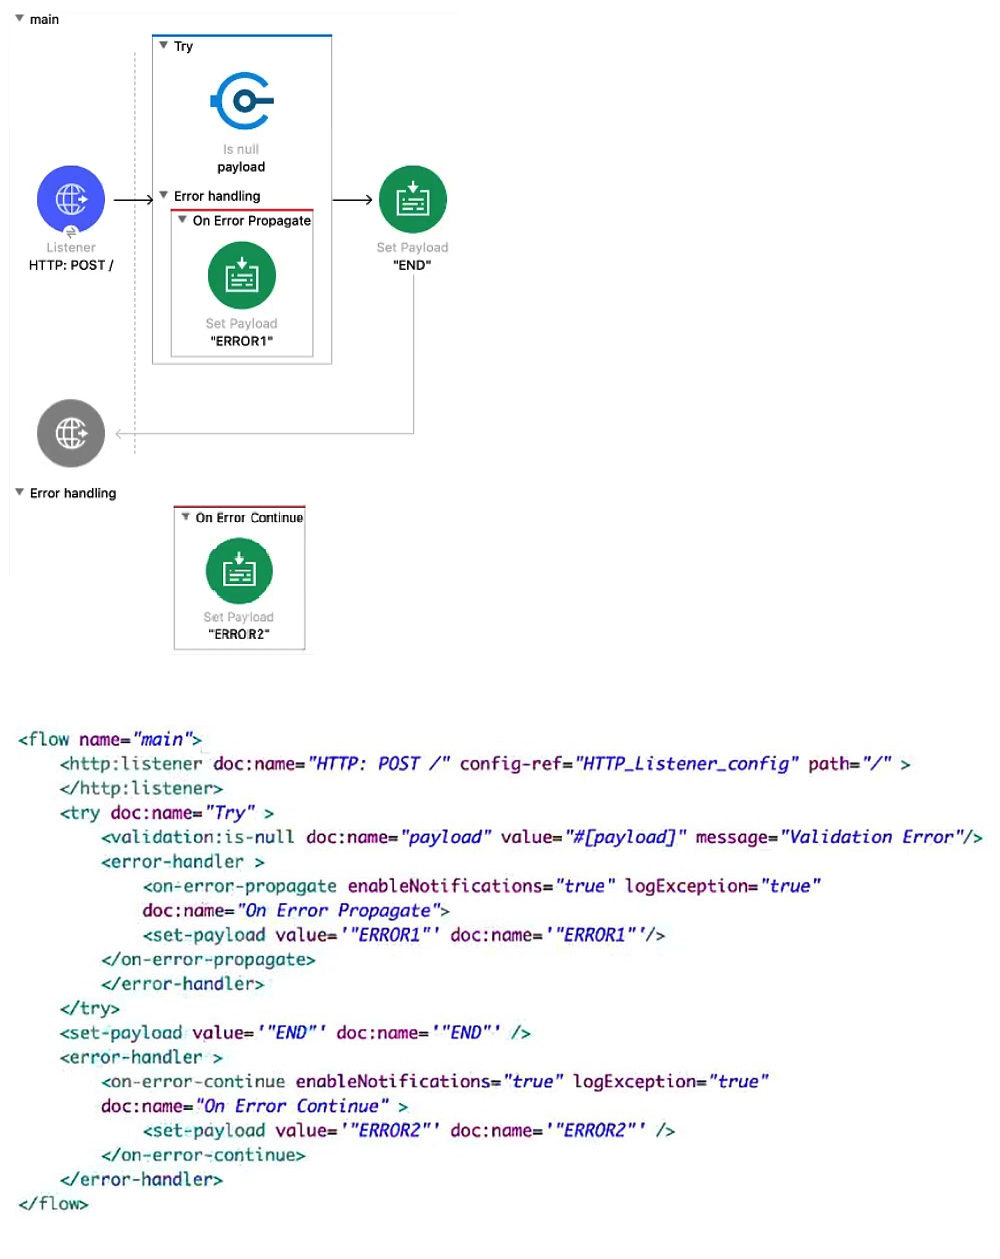 main
Try
Is null
payload
Error handling
On Error Propagate
Set Payload
"ERROR1"
Listener
HTTP: POST /
Set Payload
"END"
Error handling
On Error Continue
Set Payload
"ERROR2"
<flow name="main">
<http:listener doc:name="HTTP: POST /" config-ref="HTTP_Listener_config" path="/" >
</http:listener>
<try doc:name="Try" >
<validation:is-null doc:name="payload" value="#[payload]" message="Validation Error"/>
<error-handler >
<on-error-propagate enableNotifications="true" logException="true"
doc:name="On Error Propagate">
<set-payload value='"ERROR1"' doc:name='"ERROR1"'/>
</on-error-propagate>
</error-handler>
</try>
<set-payload value='"END"' doc:name='"END"' />
<error-handler >
<on-error-continue enableNotifications="true" logException="true"
doc:name="On Error Continue" >
<set-payload value='"ERROR2"' doc:name='"ERROR2"' />
</on-error-continue>
</error-handler>
</flow>